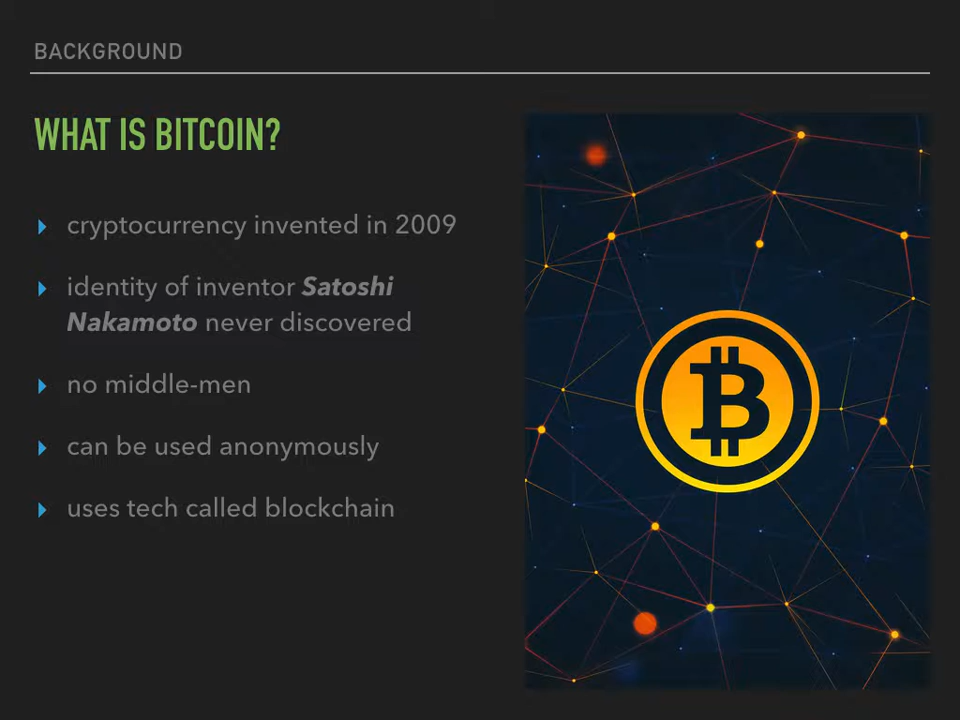 BACKGROUND
WHAT IS BITCOIN?
cryptocurrency invented in 2009
identity of inventor Satoshi
Nakamoto never discovered
no middle-men
can be used anonymously
uses tech called blockchain